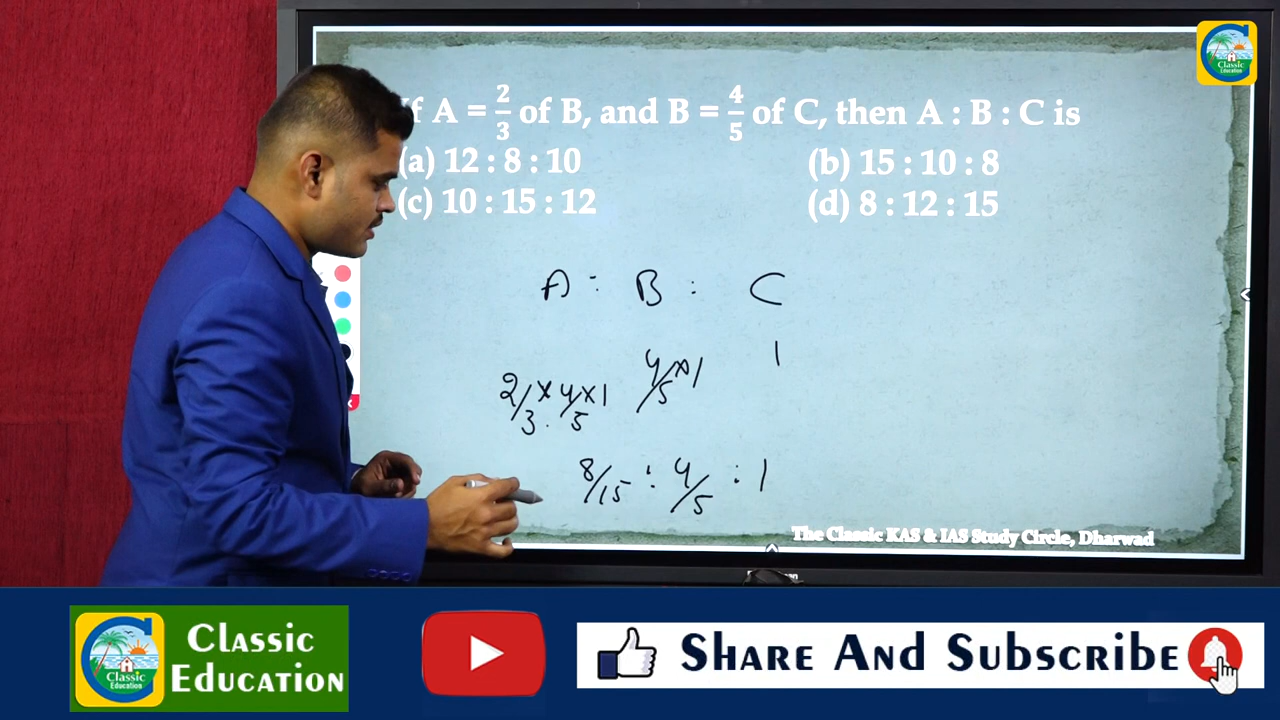 If A = 2/3 of B, and B = 4/5 of C, then A : B : C is
(a) 12 : 8 : 10
(b) 15 : 10 : 8
(c) 10 : 15 : 12
(d) 8 : 12 : 15
A : B : C
2/3 × 4/5 × 1
4/5 × 1
1
8/15 : 4/5 : 1
The Classic KAS & IAS Study Circle, Dharwad
Classic
Education
Classic
Education
Classic
Education
Share And Subscribe